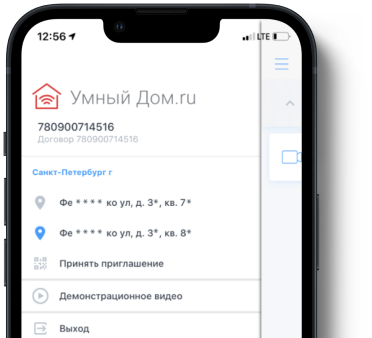 12:56
LTE
Умный Дом.ru
780900714516
Договор 780900714516
Санкт-Петербург г
Фе * * * * ко ул, д. 3*, кв. 7*
Фе * * * * ко ул, д. 3*, кв. 8*
Принять приглашение
Демонстрационное видео
Выход